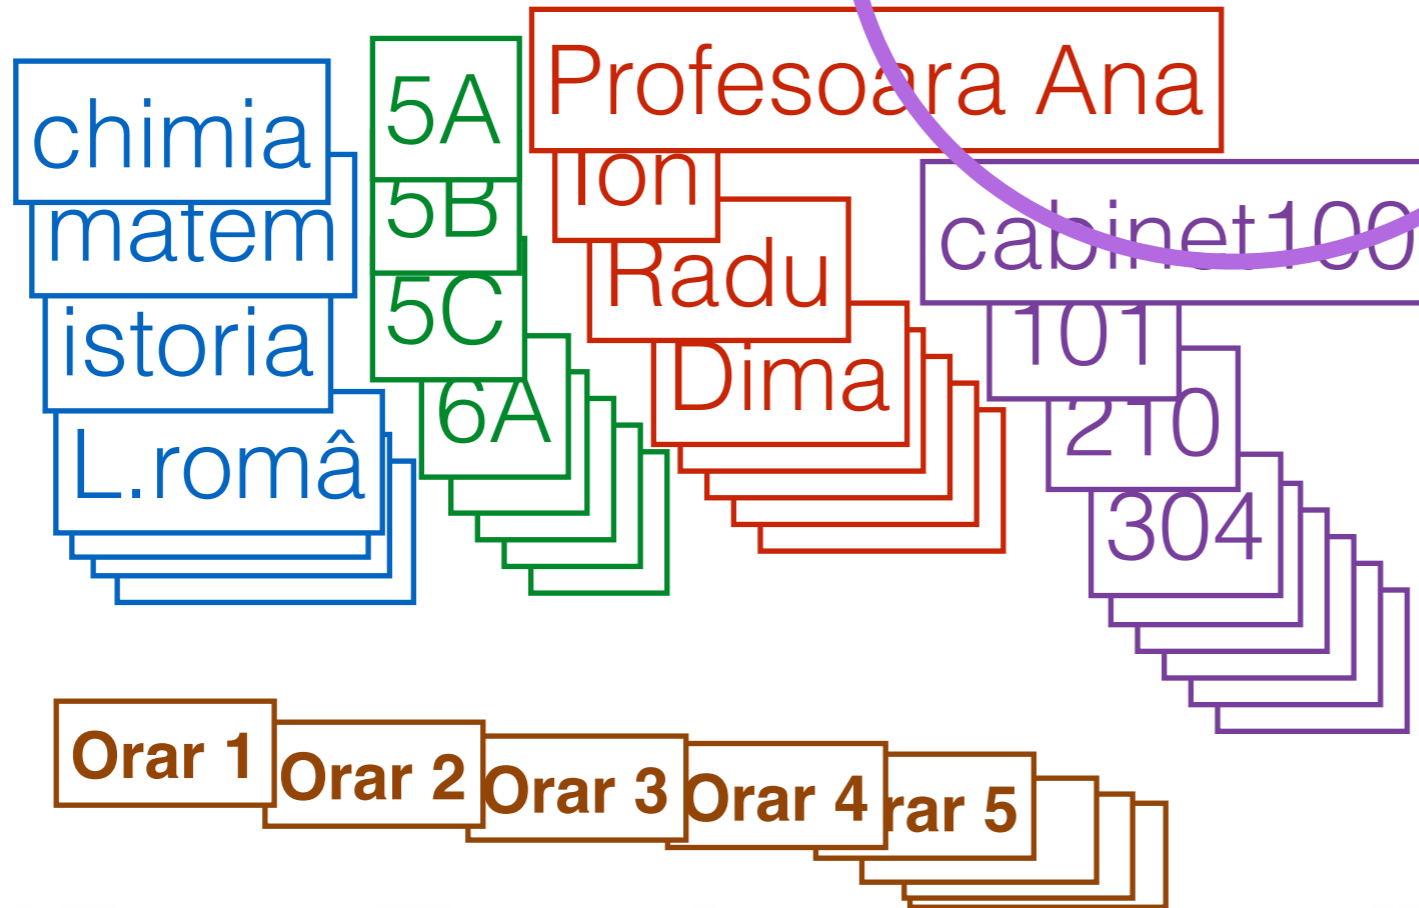 chimia
matem
istoria
L.romȃ
5A
5B
5C
6A
Profesoara Ana
Ion
Radu
Dima
cabinet100
101
210
304
Orar 1
Orar 2
Orar 3
Orar 4
rar 5